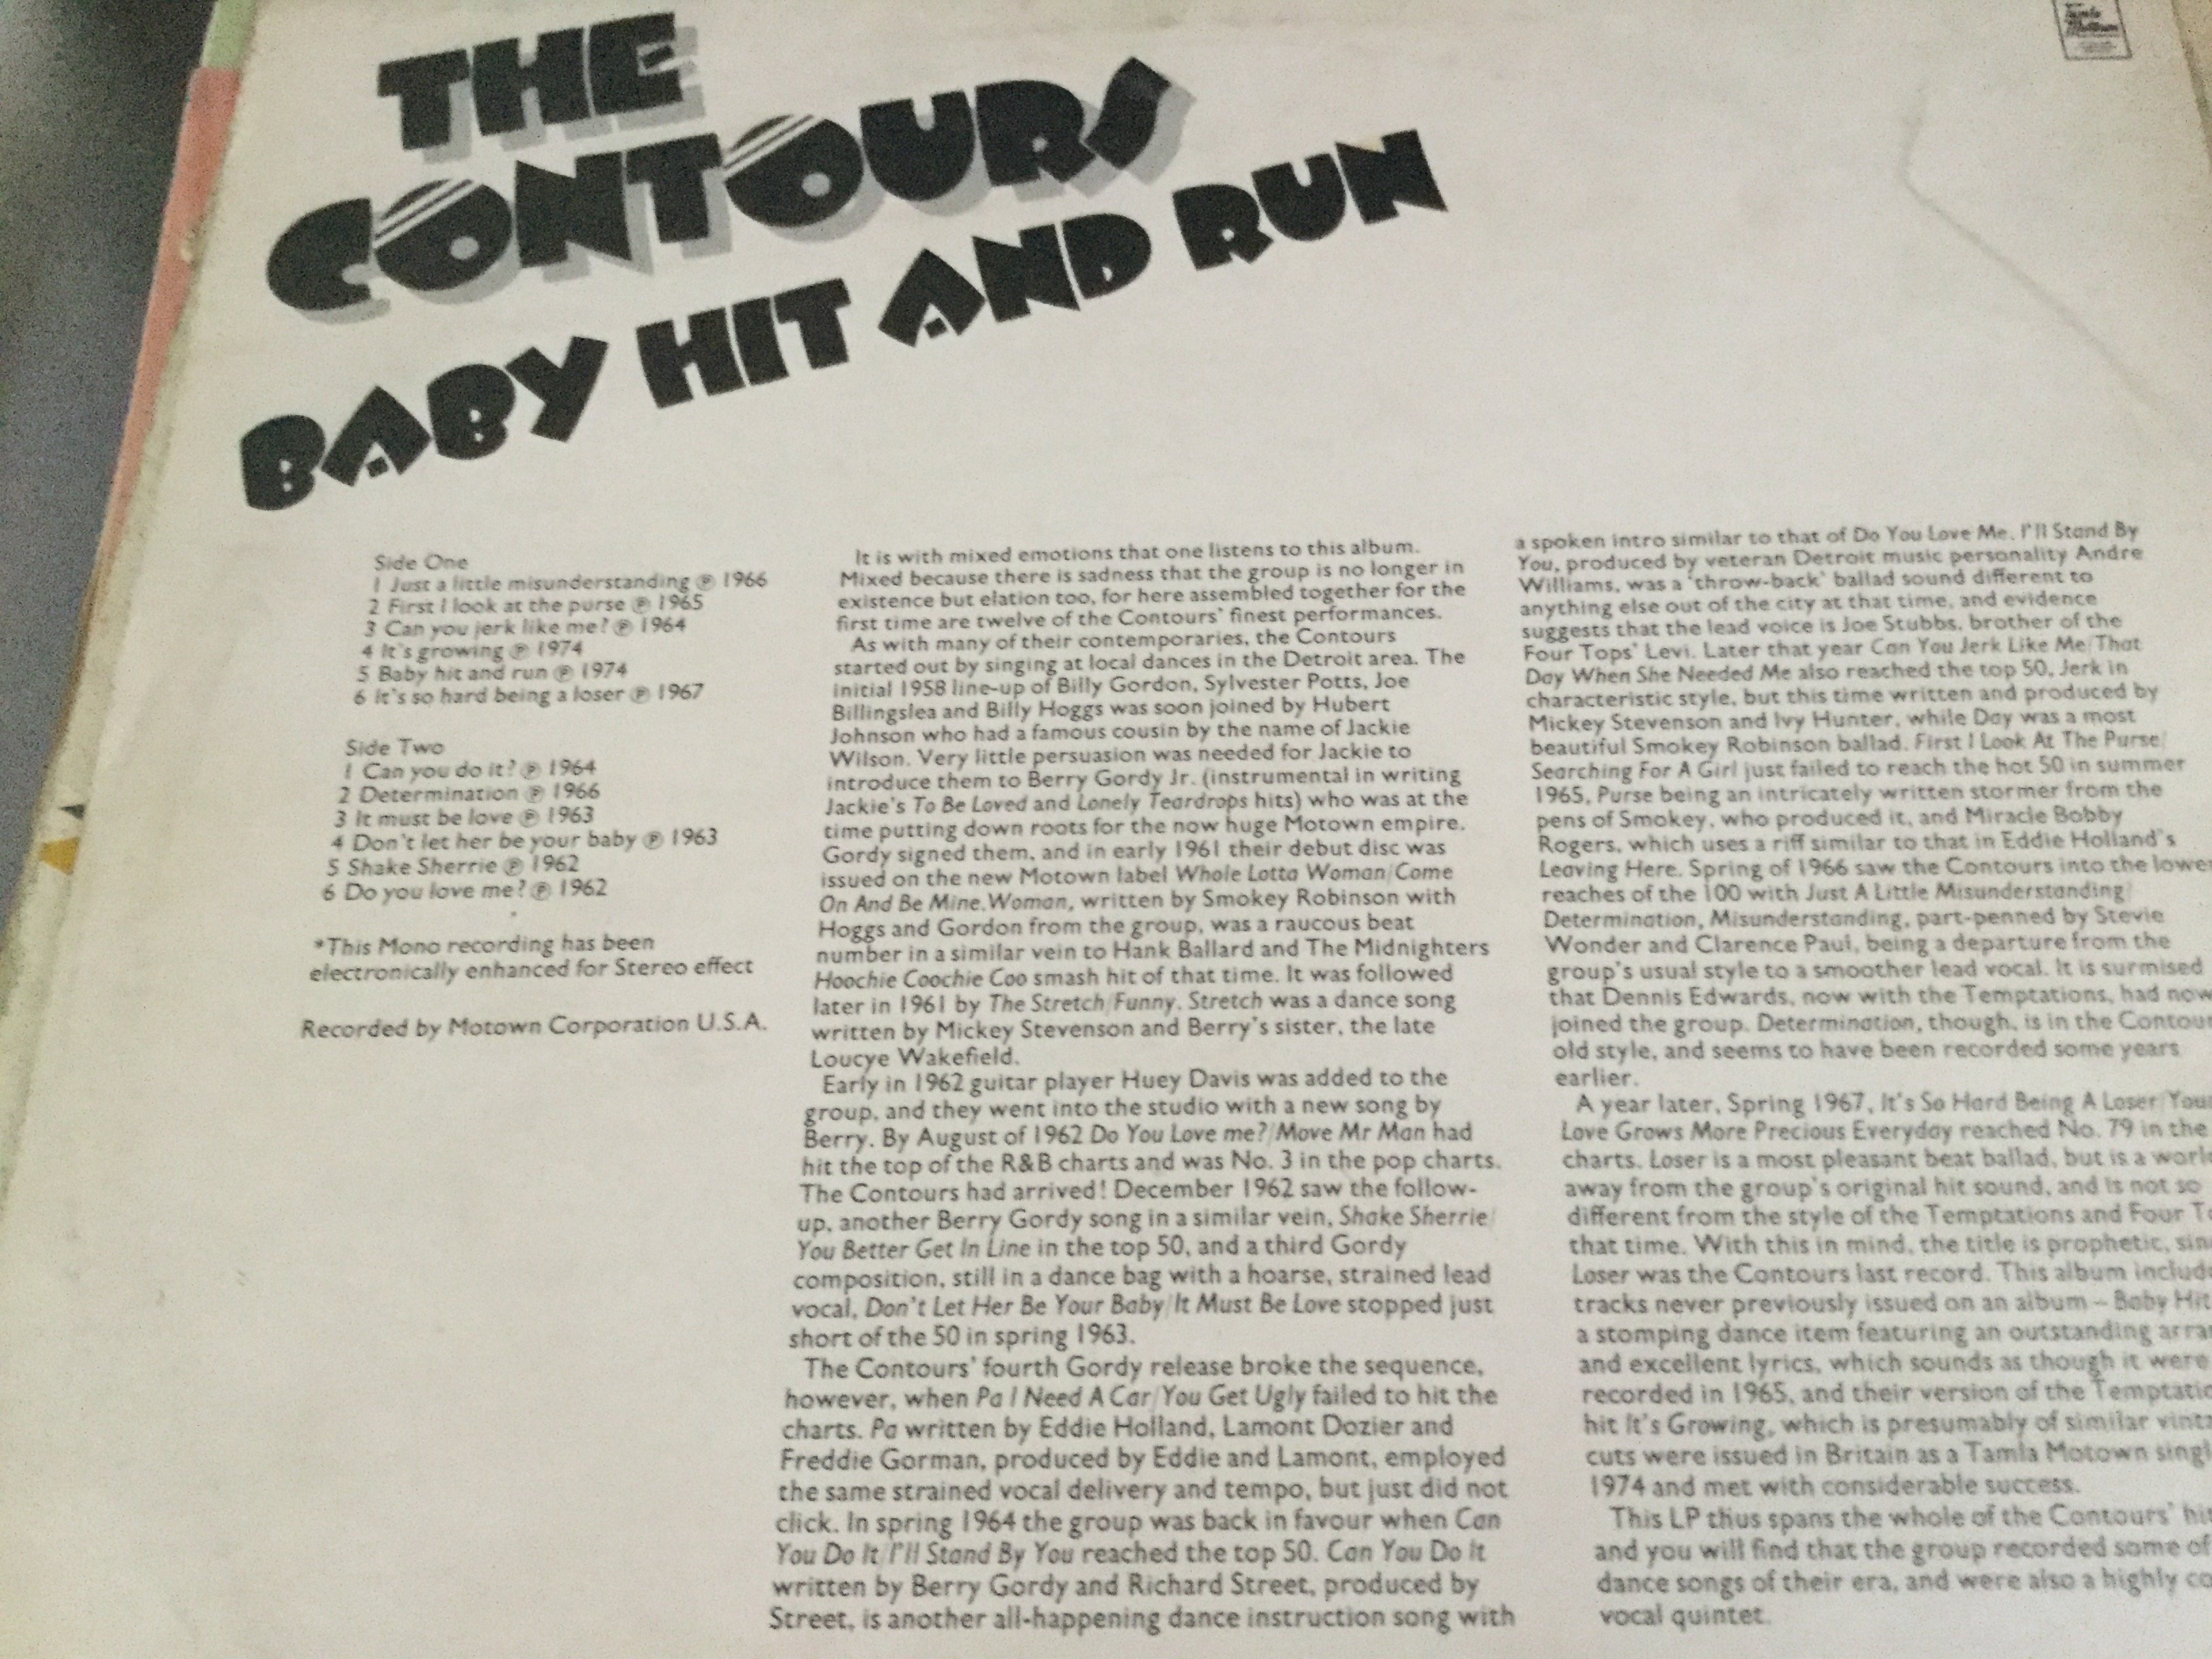 THE
CONTOURS
BABY HIT AND RUN
Side One
1 Just a little misunderstanding ℗ 1966
2 First I look at the purse ℗ 1965
3 Can you jerk like me? ℗ 1964
4 It's growing ℗ 1974
5 Baby hit and run ℗ 1974
6 It's so hard being a loser ℗ 1967
Side Two
1 Can you do it? ℗ 1964
2 Determination ℗ 1966
3 It must be love ℗ 1963
4 Don't let her be your baby ℗ 1963
5 Shake Sherrie ℗ 1962
6 Do you love me? ℗ 1962
*This Mono recording has been
electronically enhanced for Stereo effect
Recorded by Motown Corporation U.S.A.
It is with mixed emotions that one listens to this album.
Mixed because there is sadness that the group is no longer in
existence but elation too, for here assembled together for the
first time are twelve of the Contours' finest performances.
As with many of their contemporaries, the Contours
started out by singing at local dances in the Detroit area. The
initial 1958 line-up of Billy Gordon, Sylvester Potts, Joe
Billingslea and Billy Hoggs was soon joined by Hubert
Johnson who had a famous cousin by the name of Jackie
Wilson. Very little persuasion was needed for Jackie to
introduce them to Berry Gordy Jr. (instrumental in writing
Jackie's To Be Loved and Lonely Teardrops hits) who was at the
time putting down roots for the now huge Motown empire.
Gordy signed them, and in early 1961 their debut disc was
issued on the new Motown label Whole Lotta Woman/Come
On And Be Mine. Woman, written by Smokey Robinson with
Hoggs and Gordon from the group, was a raucous beat
number in a similar vein to Hank Ballard and The Midnighters
Hoochie Coochie Coo smash hit of that time. It was followed
later in 1961 by The Stretch/Funny. Stretch was a dance song
written by Mickey Stevenson and Berry's sister, the late
Loucye Wakefield.
Early in 1962 guitar player Huey Davis was added to the
group, and they went into the studio with a new song by
Berry. By August of 1962 Do You Love me?/Move Mr Man had
hit the top of the R&B charts and was No. 3 in the pop charts.
The Contours had arrived! December 1962 saw the follow-
up, another Berry Gordy song in a similar vein, Shake Sherrie/
You Better Get In Line in the top 50, and a third Gordy
composition, still in a dance bag with a hoarse, strained lead
vocal, Don't Let Her Be Your Baby/It Must Be Love stopped just
short of the 50 in spring 1963.
The Contours' fourth Gordy release broke the sequence,
however, when Pa I Need A Car/You Get Ugly failed to hit the
charts. Pa written by Eddie Holland, Lamont Dozier and
Freddie Gorman, produced by Eddie and Lamont, employed
the same strained vocal delivery and tempo, but just did not
click. In spring 1964 the group was back in favour when Can
You Do It/I'll Stand By You reached the top 50. Can You Do It
written by Berry Gordy and Richard Street, produced by
Street, is another all-happening dance instruction song with
a spoken intro similar to that of Do You Love Me. I'll Stand By
You, produced by veteran Detroit music personality Andre
Williams, was a 'throw-back' ballad sound different to
anything else out of the city at that time, and evidence
suggests that the lead voice is Joe Stubbs, brother of the
Four Tops' Levi. Later that year Can You Jerk Like Me/That
Day When She Needed Me also reached the top 50, Jerk in
characteristic style, but this time written and produced by
Mickey Stevenson and Ivy Hunter, while Day was a most
beautiful Smokey Robinson ballad. First I Look At The Purse/
Searching For A Girl just failed to reach the hot 50 in summer
1965, Purse being an intricately written stormer from the
pens of Smokey, who produced it, and Miracle Bobby
Rogers, which uses a riff similar to that in Eddie Holland's
Leaving Here. Spring of 1966 saw the Contours into the lower
reaches of the 100 with Just A Little Misunderstanding/
Determination, Misunderstanding, part-penned by Stevie
Wonder and Clarence Paul, being a departure from the
group's usual style to a smoother lead vocal. It is surmised
that Dennis Edwards, now with the Temptations, had now
joined the group. Determination, though, is in the Contour
old style, and seems to have been recorded some years
earlier.
A year later, Spring 1967, It's So Hard Being A Loser/Your
Love Grows More Precious Everyday reached No. 79 in the
charts. Loser is a most pleasant beat ballad, but is a worl
away from the group's original hit sound, and is not so
different from the style of the Temptations and Four To
that time. With this in mind, the title is prophetic, sin
Loser was the Contours last record. This album include
tracks never previously issued on an album – Baby Hit
a stomping dance item featuring an outstanding arra
and excellent lyrics, which sounds as though it were
recorded in 1965, and their version of the Temptatio
hit It's Growing, which is presumably of similar vinta
cuts were issued in Britain as a Tamla Motown singl
1974 and met with considerable success.
This LP thus spans the whole of the Contours' hit
and you will find that the group recorded some of
dance songs of their era, and were also a highly co
vocal quintet.